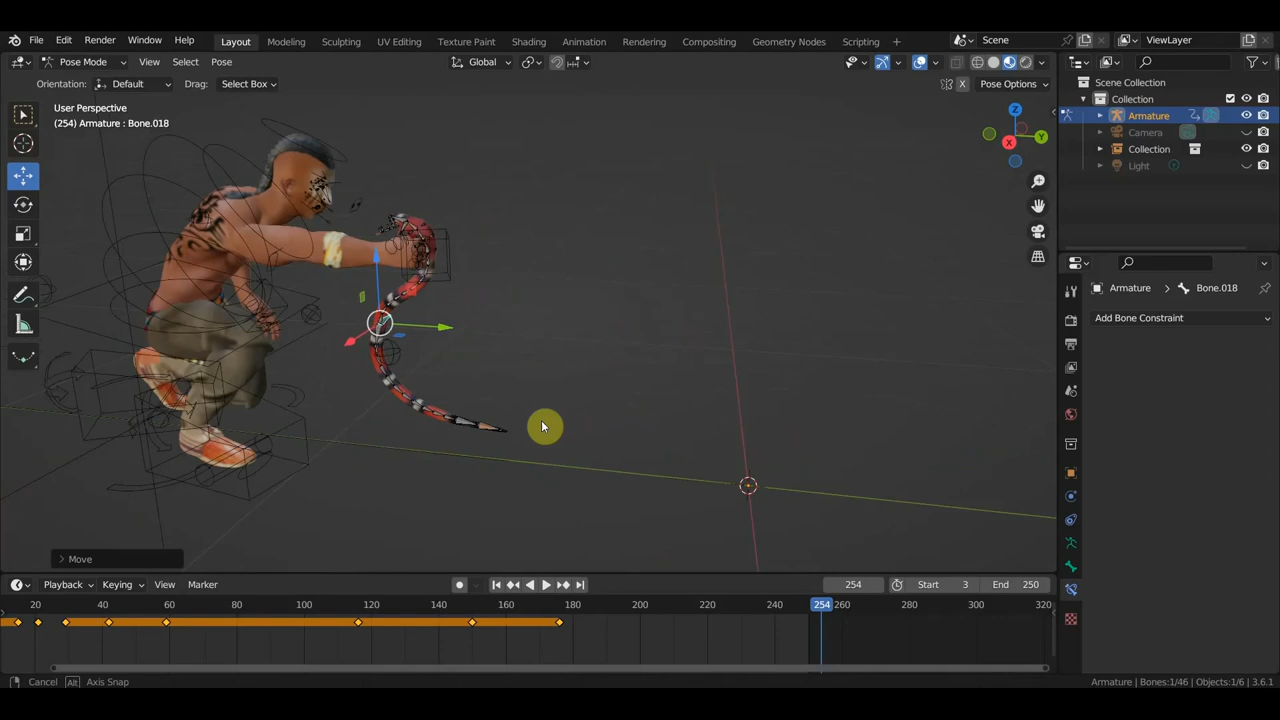 File Edit Render Window Help Layout Modeling Sculpting UV Editing Texture Paint Shading Animation Rendering Compositing Geometry Nodes Scripting + Scene ViewLayer
Pose Mode View Select Pose Global Pose Options
Orientation: Default Drag: Select Box X
User Perspective
(254) Armature : Bone.018
Z
Y
X
Scene Collection
Collection
Armature
Camera
Collection
Light
Armature > Bone.018
Add Bone Constraint
> Move
Playback Keying View Marker 254 Start 3 End 250
20 40 60 80 100 120 140 160 180 200 220 240 254 260 280 300 320
Cancel Alt Axis Snap Armature | Bones:1/46 | Objects:1/6 | 3.6.1